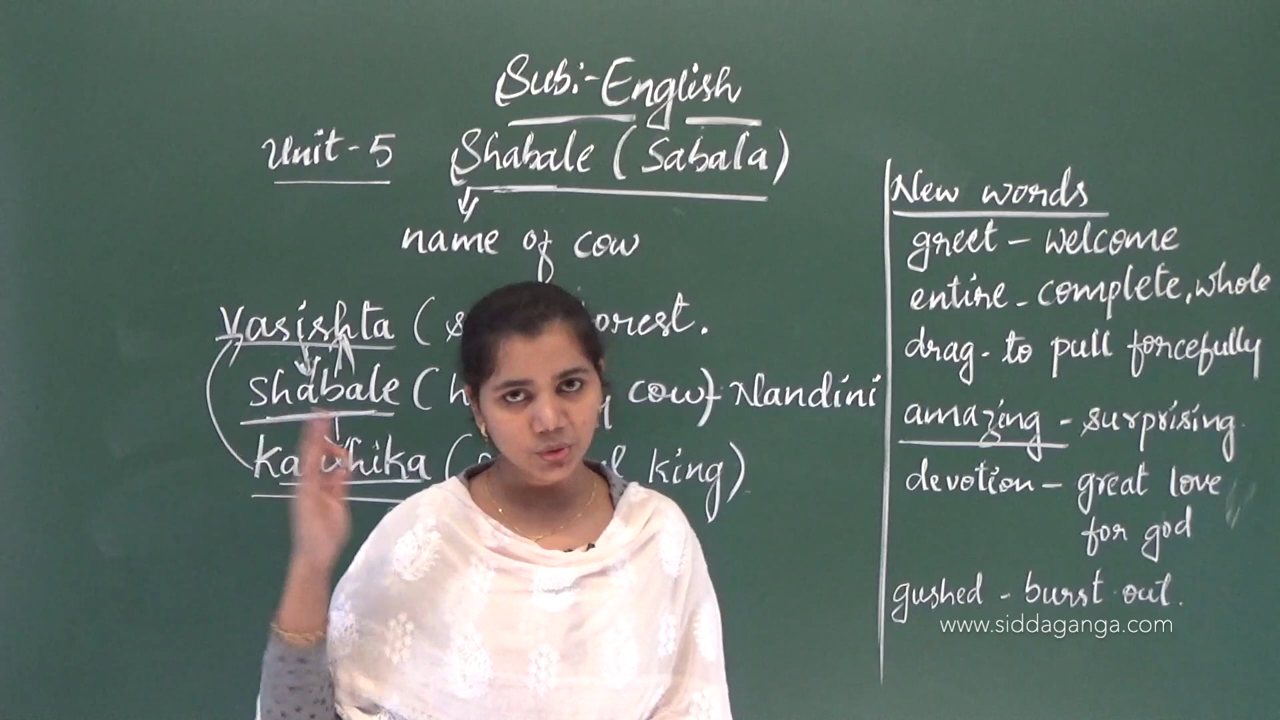 Sub:- English
Unit - 5 Shabale (Sabala)
name of cow
Vasishta ( forest.
Shabale ( cow) - Nandini
Kaushika ( king)
New words
greet - welcome
entire - complete, whole
drag - to pull forcefully
amazing - surprising.
devotion - great love
for god
gushed - burst out.
www.siddaganga.com